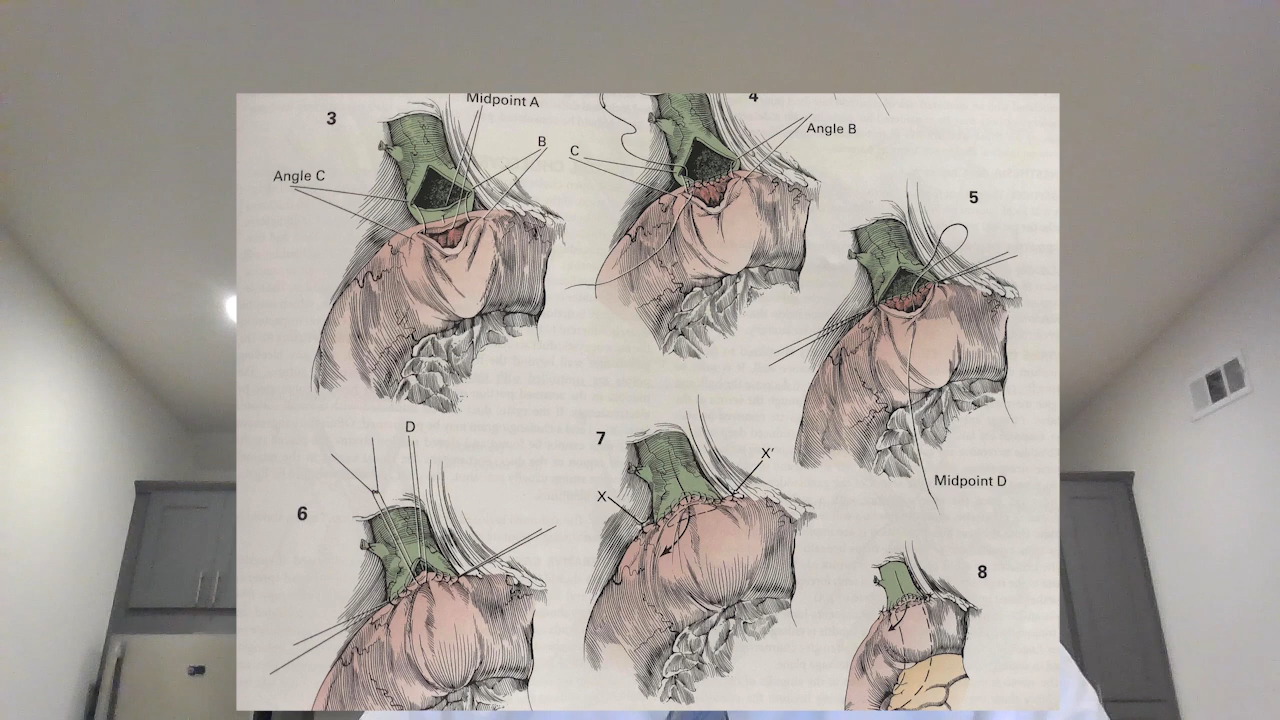 3
Midpoint A
B
Angle C
4
Angle B
C
5
Midpoint D
D
6
7
X
X′
8